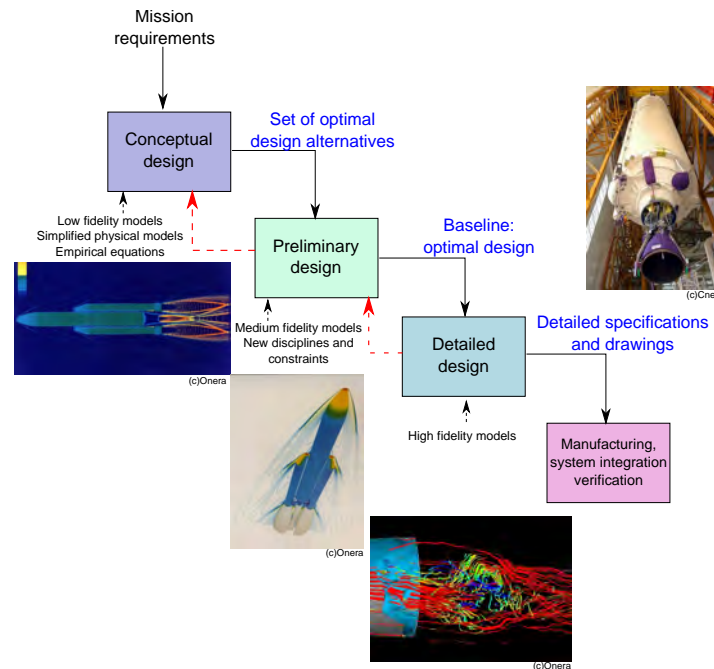 Mission
requirements
Conceptual
design
Set of optimal
design alternatives
Low fidelity models
Simplified physical models
Empirical equations
Preliminary
design
Baseline:
optimal design
(c)Cne
Medium fidelity models
New disciplines and
constraints
(c)Onera
Detailed
design
Detailed specifications
and drawings
High fidelity models
Manufacturing,
system integration
verification
(c)Onera
(c)Onera